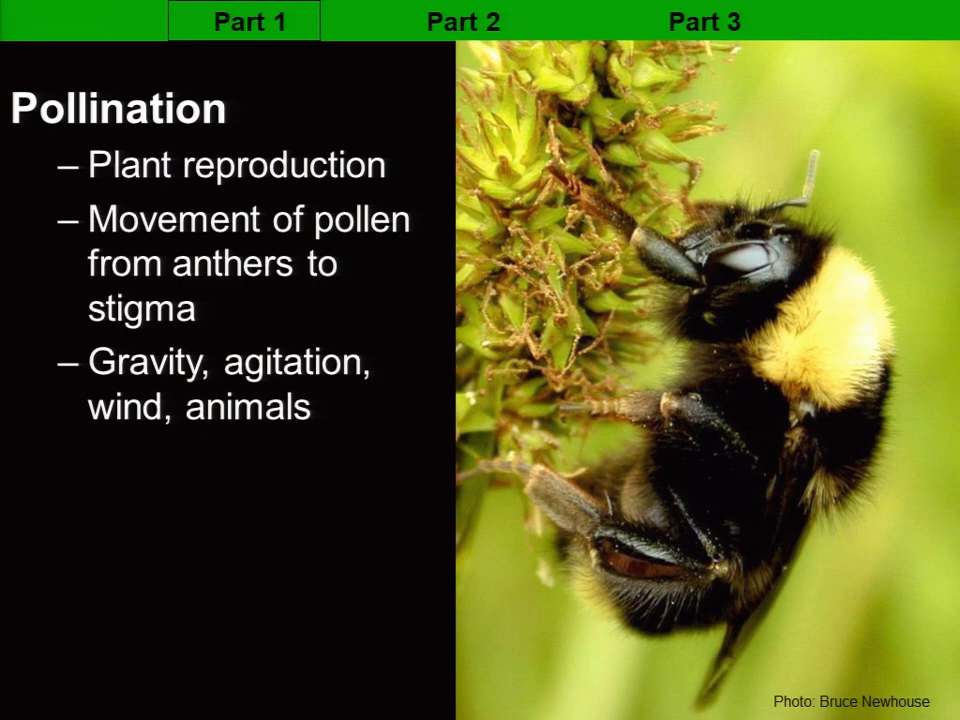 Part 1 Part 2 Part 3
Pollination
– Plant reproduction
– Movement of pollen
from anthers to
stigma
– Gravity, agitation,
wind, animals
Photo: Bruce Newhouse